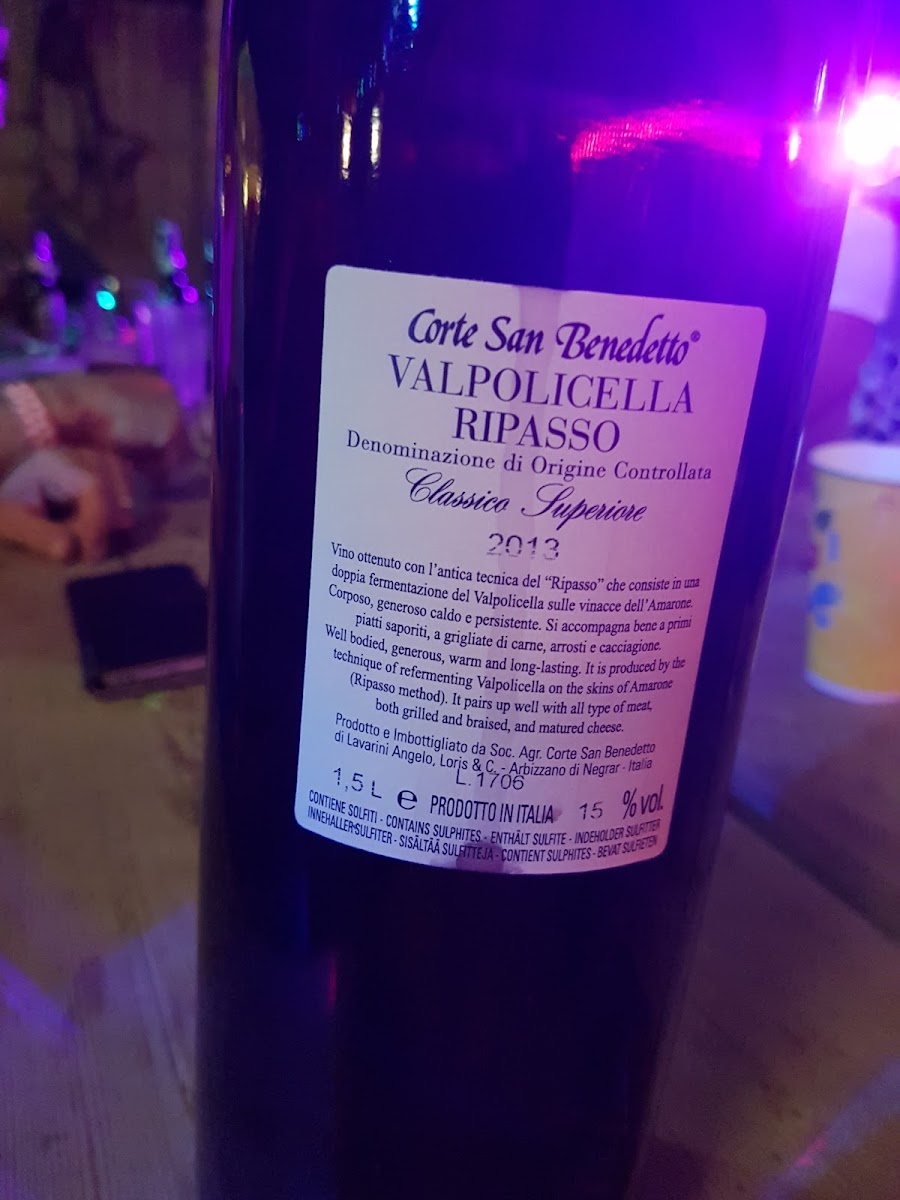 Corte San Benedetto®
VALPOLICELLA
RIPASSO
Denominazione di Origine Controllata
Classico Superiore
2013
Vino ottenuto con l'antica tecnica del "Ripasso" che consiste in una
doppia fermentazione del Valpolicella sulle vinacce dell'Amarone.
Corposo, generoso caldo e persistente. Si accompagna bene a primi
piatti saporiti, a grigliate di carne, arrosti e cacciagione.
Well bodied, generous, warm and long-lasting. It is produced by the
technique of refermenting Valpolicella on the skins of Amarone
(Ripasso method). It pairs up well with all type of meat,
both grilled and braised, and matured cheese.
Prodotto e Imbottigliato da Soc. Agr. Corte San Benedetto
di Lavarini Angelo, Loris & C. - Arbizzano di Negrar - Italia
L.1706
1,5 L e PRODOTTO IN ITALIA 15 % vol.
CONTIENE SOLFITI - CONTAINS SULPHITES - ENTHÄLT SULFITE - INDEHOLDER SULFITTER
INNEHALLER-SULFITER - SISÄLTÄÄ SULFITTEJA - CONTIENT SULPHITES - BEVAT SULFIETEN